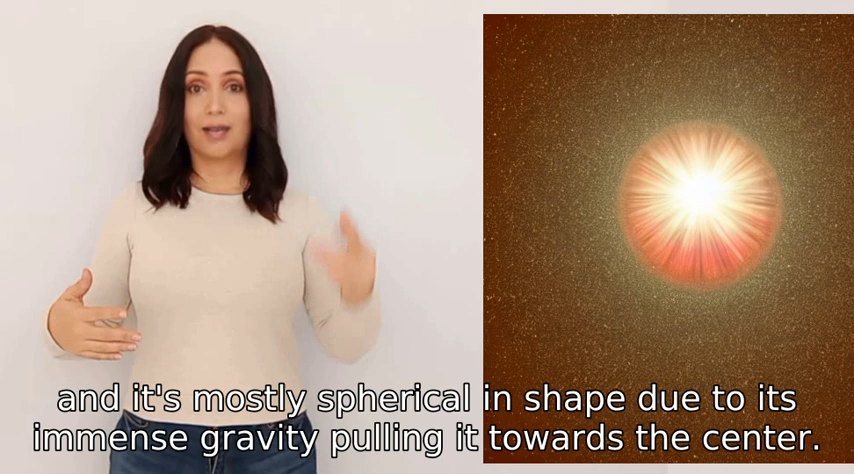 and it's mostly spherical in shape due to its
immense gravity pulling it towards the center.